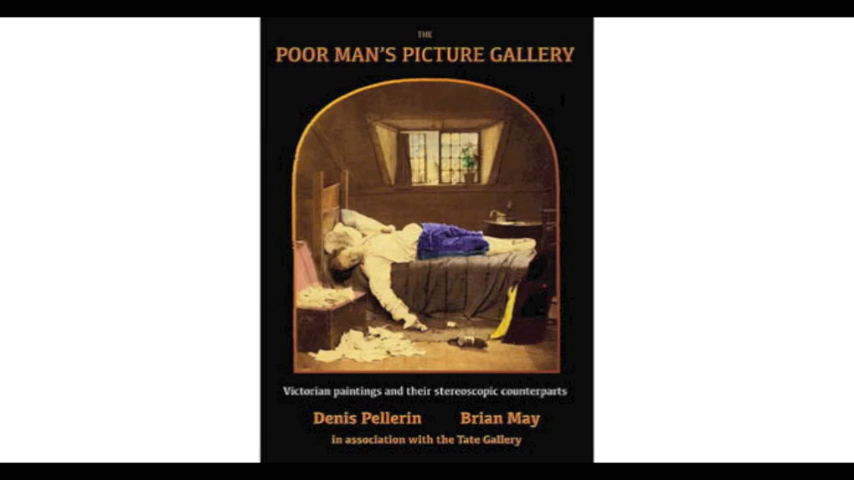 THE
POOR MAN'S PICTURE GALLERY
Victorian paintings and their stereoscopic counterparts
Denis Pellerin Brian May
in association with the Tate Gallery